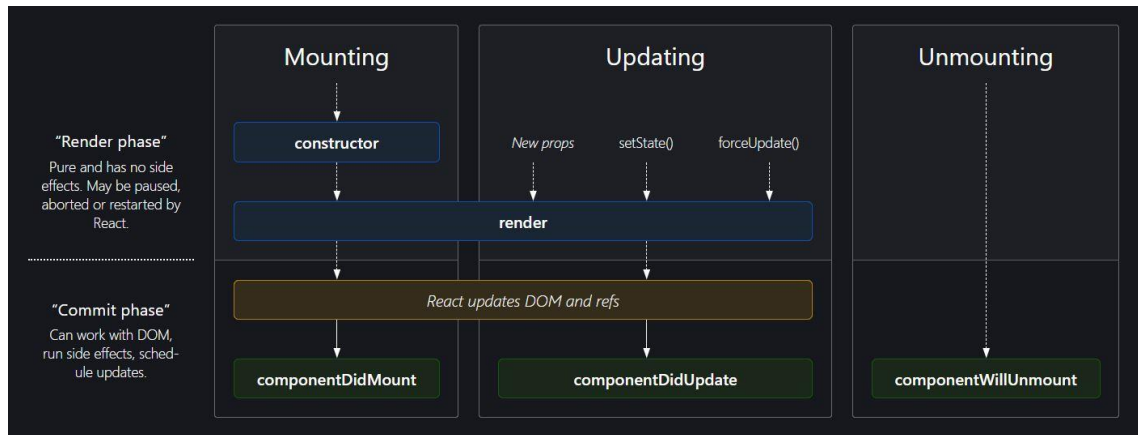 Mounting
Updating
Unmounting
“Render phase”
Pure and has no side
effects. May be paused,
aborted or restarted by
React.
constructor
New props
setState()
forceUpdate()
render
“Commit phase”
Can work with DOM,
run side effects, sched-
ule updates.
React updates DOM and refs
componentDidMount
componentDidUpdate
componentWillUnmount